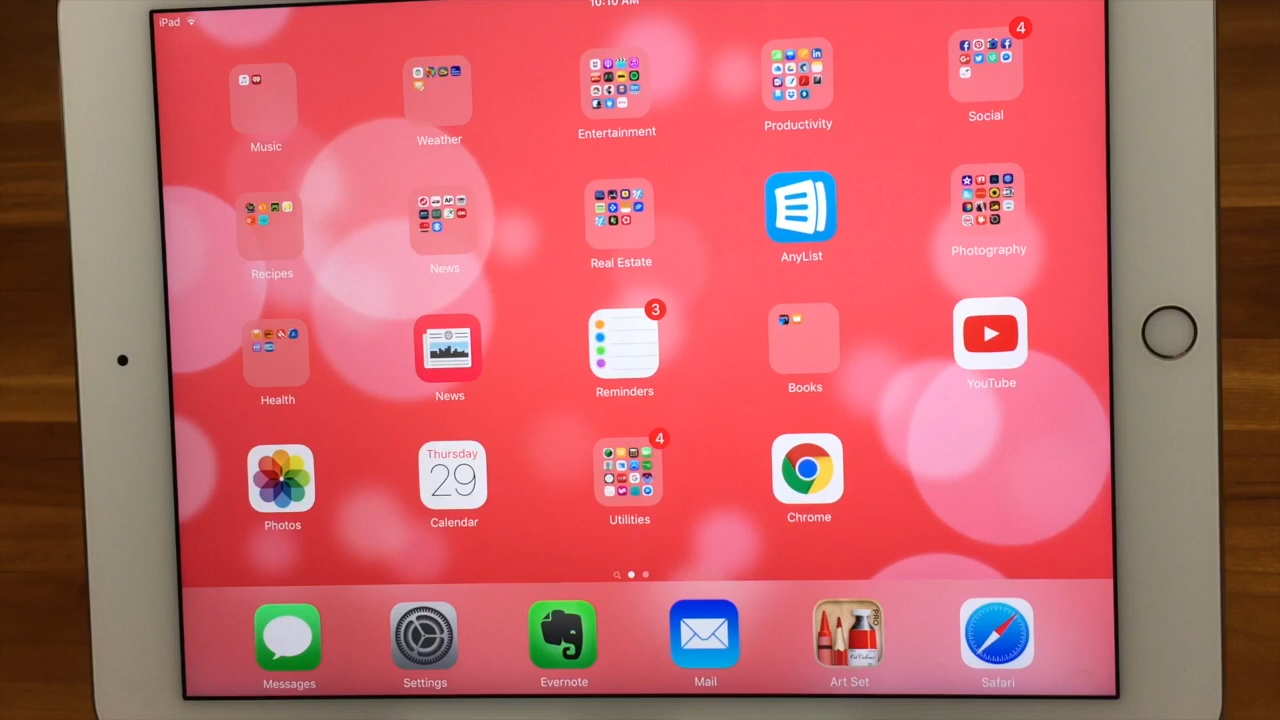 iPad
10:10 AM
4
Music
Weather
Entertainment
Productivity
Social
Recipes
News
Real Estate
AnyList
Photography
3
Health
News
Reminders
Books
YouTube
Thursday
29
4
Photos
Calendar
Utilities
Chrome
PRO
Messages
Settings
Evernote
Mail
Art Set
Safari